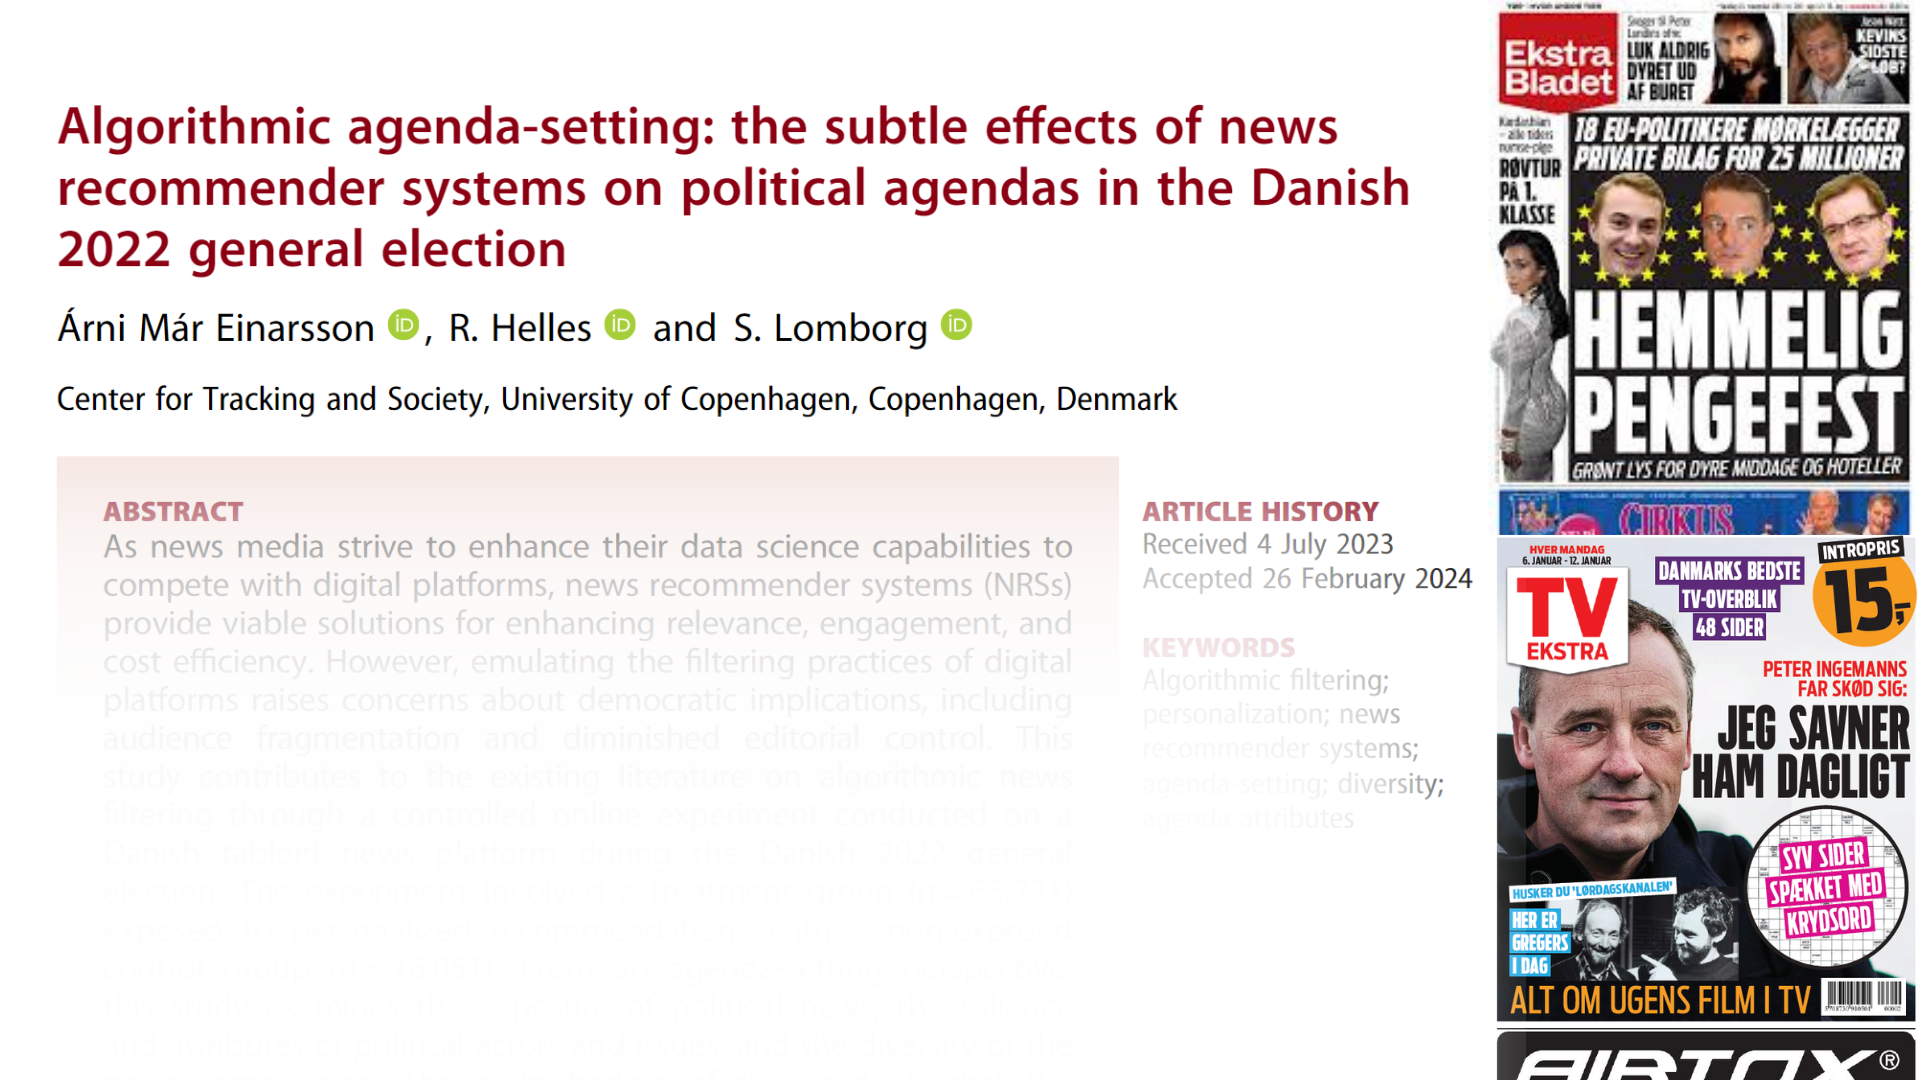 Algorithmic agenda-setting: the subtle effects of news
recommender systems on political agendas in the Danish
2022 general election
Árni Már Einarsson iD, R. Helles iD and S. Lomborg iD
Center for Tracking and Society, University of Copenhagen, Copenhagen, Denmark
ABSTRACT
As news media strive to enhance their data science capabilities to
compete with digital platforms, news recommender systems (NRSs)
provide viable solutions for enhancing relevance, engagement, and
cost efficiency. However, emulating the filtering practices of digital
platforms raises concerns about democratic implications, including
audience fragmentation and diminished editorial control. This
study contributes to the existing literature on algorithmic news
filtering through a controlled online experiment conducted on a
Danish tabloid news platform during the Danish 2022 general
election. The experiment involved a treatment group
exposed to personalized recommendations with a non-exposed
control group From an agenda-setting perspective,
this study examines the exposure of political news, the salience
and attributes of political actors and issues, and the diversity of the
ARTICLE HISTORY
Received 4 July 2023
Accepted 26 February 2024
KEYWORDS
Algorithmic filtering;
personalization; news
recommender systems;
agenda-setting; diversity;
agenda attributes
Ekstra
Bladet
LUK ALDRIG
DYRET UD
AF BURET
KEVINS
SIDSTE
LØB?
Kardashian
- alle tiders
numse-pige
RØVTUR
PÅ 1.
KLASSE
18 EU-POLITIKERE MØRKELÆGGER
PRIVATE BILAG FOR 25 MILLIONER
HEMMELIG
PENGEFEST
GRØNT LYS FOR DYRE MIDDAGE OG HOTELLER
CIRKUS
HVER MANDAG
6. JANUAR - 12. JANUAR
TV
EKSTRA
DANMARKS BEDSTE
TV-OVERBLIK
48 SIDER
INTROPRIS
15,-
PETER INGEMANNS
FAR SKØD SIG:
JEG SAVNER
HAM DAGLIGT
SYV SIDER
SPÆKKET MED
KRYDSORD
HUSKER DU 'LØRDAGSKANALEN'
HER ER
GREGERS
I DAG
ALT OM UGENS FILM I TV
AIRTOX®